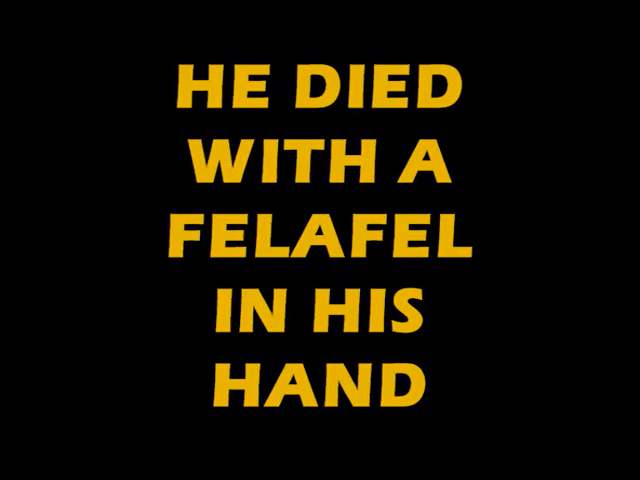 HE DIED
WITH A
FELAFEL
IN HIS
HAND